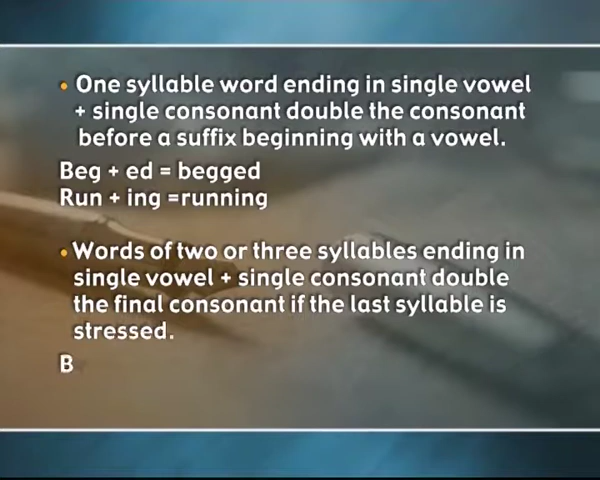 • One syllable word ending in single vowel
+ single consonant double the consonant
before a suffix beginning with a vowel.
Beg + ed = begged
Run + ing =running
• Words of two or three syllables ending in
single vowel + single consonant double
the final consonant if the last syllable is
stressed.
B